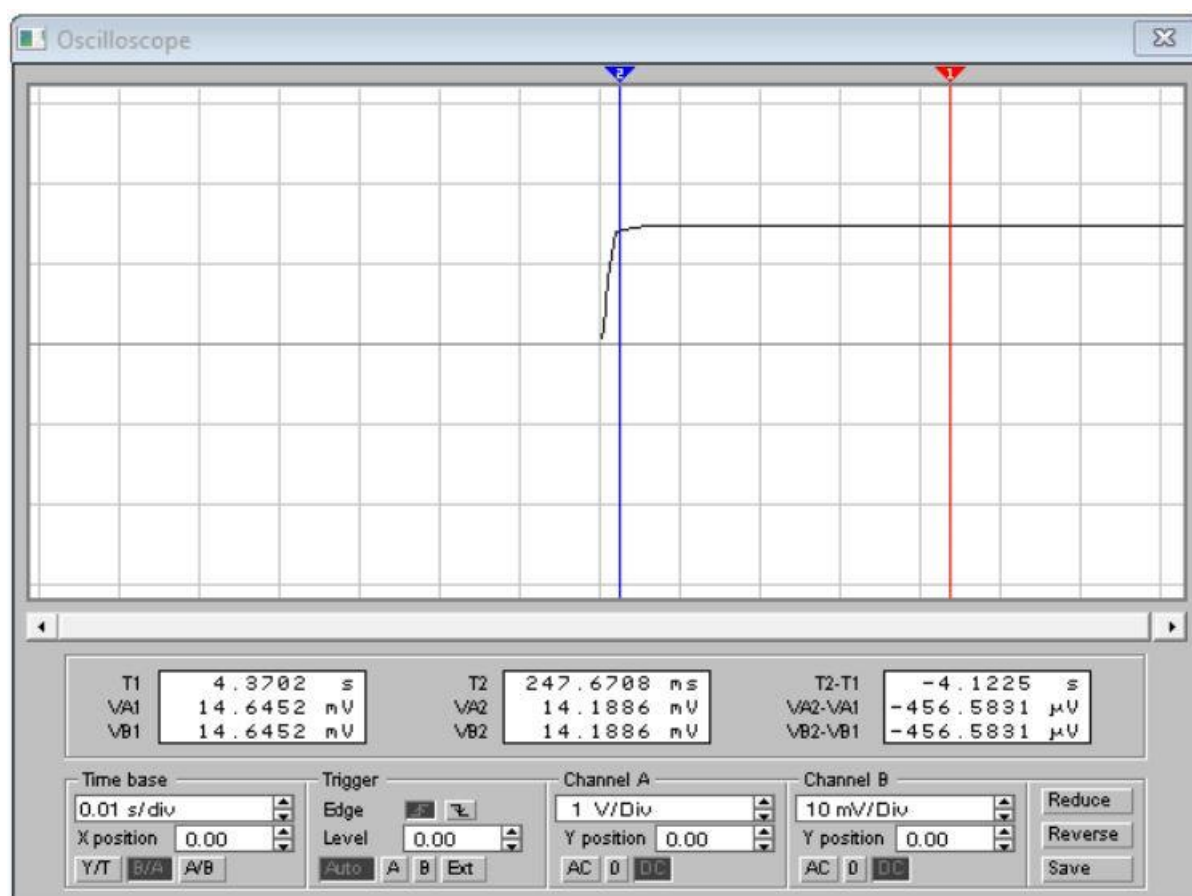 Oscilloscope
2 1
T1 4.3702 s T2 247.6708 ms T2-T1 -4.1225 s
VA1 14.6452 mV VA2 14.1886 mV VA2-VA1 -456.5831 µV
VB1 14.6452 mV VB2 14.1886 mV VB2-VB1 -456.5831 µV
Time base Trigger Channel A Channel B
0.01 s/div Edge 1 V/Div 10 mV/Div Reduce
X position 0.00 Level 0.00 Y position 0.00 Y position 0.00 Reverse
Y/T B/A A/B Auto A B Ext AC 0 DC AC 0 DC Save